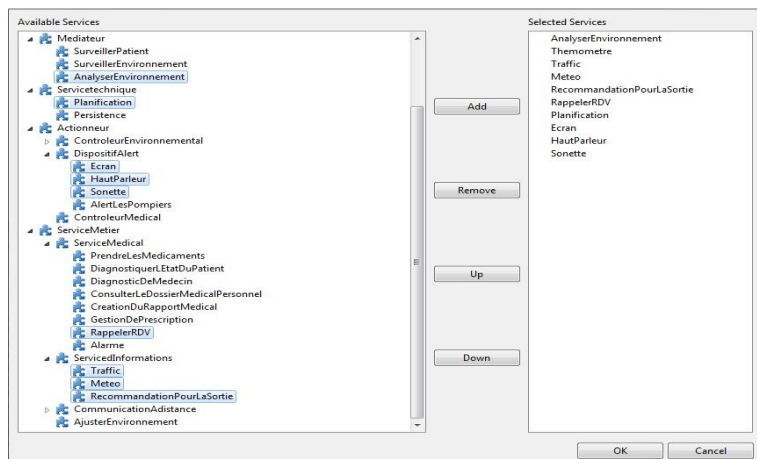 Available Services
Mediateur
SurveillerPatient
SurveillerEnvironnement
AnalyserEnvironnement
Servicetechnique
Planification
Persistence
Actionneur
ControleurEnvironnemental
DispositifAlert
Ecran
HautParleur
Sonette
AlertLesPompiers
ControleurMedical
ServiceMetier
ServiceMedical
PrendreLesMedicaments
DiagnostiquerLEtatDuPatient
DiagnosticDeMedecin
ConsulterLeDossierMedicalPersonnel
CreationDuRapportMedical
GestionDePrescription
RappelerRDV
Alarme
ServicedInformations
Traffic
Meteo
RecommandationPourLaSortie
CommunicationAdistance
AjusterEnvironnement
Add
Remove
Up
Down
Selected Services
AnalyserEnvironnement
Themometre
Traffic
Meteo
RecommandationPourLaSortie
RappelerRDV
Planification
Ecran
HautParleur
Sonette
OK
Cancel